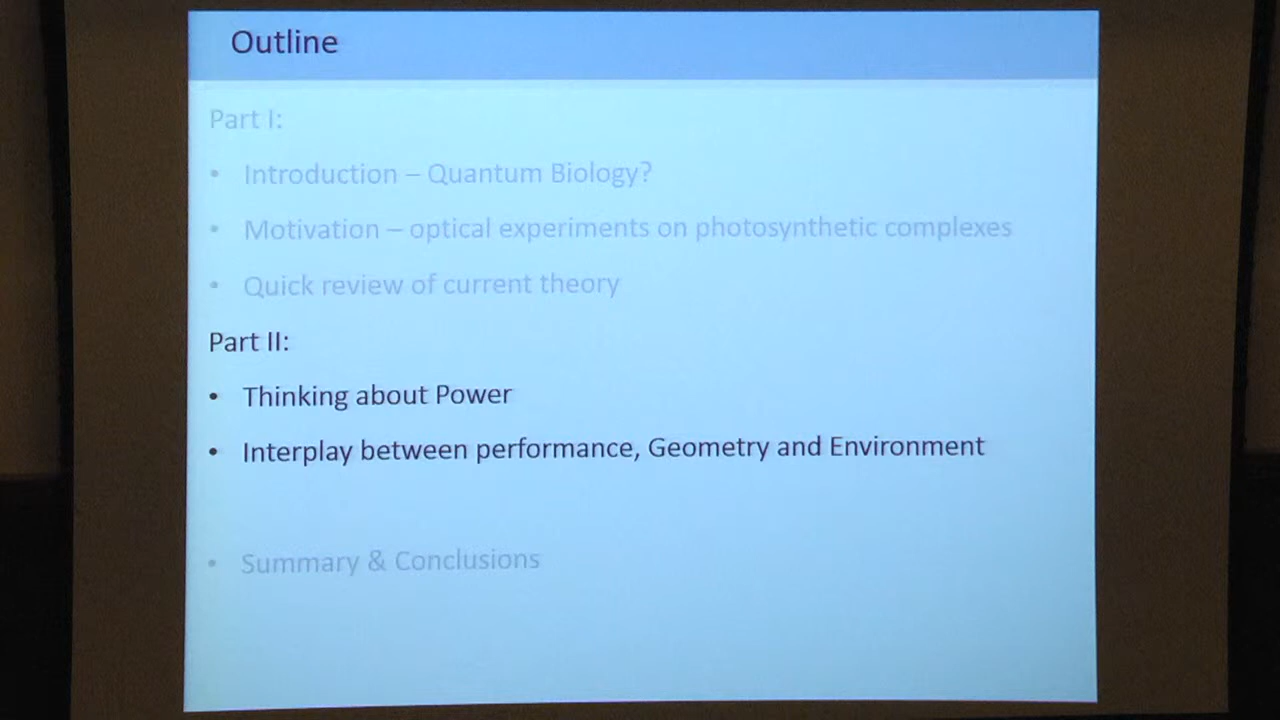 Outline
Part I:
• Introduction – Quantum Biology?
• Motivation – optical experiments on photosynthetic complexes
• Quick review of current theory
Part II:
• Thinking about Power
• Interplay between performance, Geometry and Environment
• Summary & Conclusions